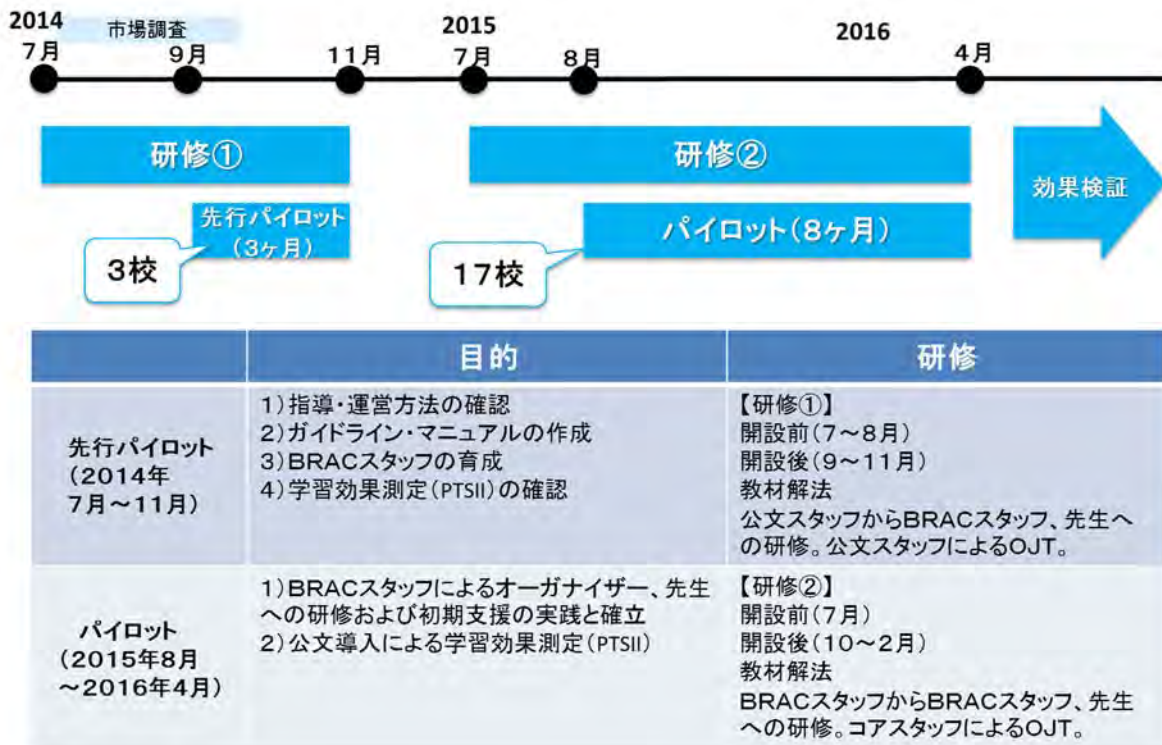 2014
市場調査
2015
2016
7月
9月
11月
7月
8月
4月
研修①
研修②
効果検証
先行パイロット
(3ヶ月)
パイロット(8ヶ月)
3校
17校
目的
研修
先行パイロット
(2014年
7月~11月)
1)指導・運営方法の確認
2)ガイドライン・マニュアルの作成
3)BRACスタッフの育成
4)学習効果測定(PTSII)の確認
【研修①】
開設前(7~8月)
開設後(9~11月)
教材解法
公文スタッフからBRACスタッフ、先生へ
の研修。公文スタッフによるOJT。
パイロット
(2015年8月
~2016年4月)
1)BRACスタッフによるオーガナイザー、先生
への研修および初期支援の実践と確立
2)公文導入による学習効果測定(PTSII)
【研修②】
開設前(7月)
開設後(10~2月)
教材解法
BRACスタッフからBRACスタッフ、先生
への研修。コアスタッフによるOJT。